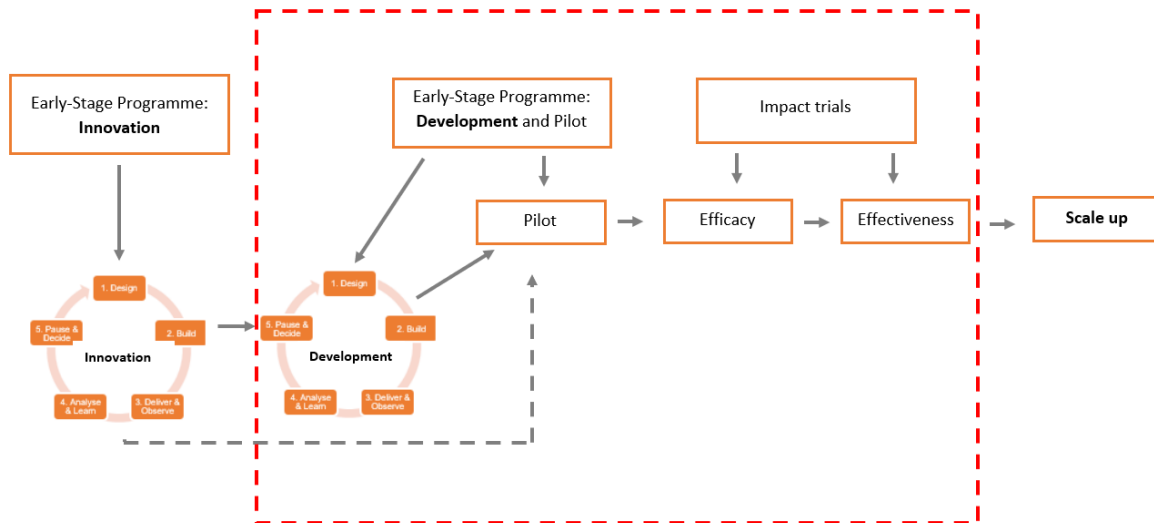 Early-Stage Programme:
Innovation
Early-Stage Programme:
Development and Pilot
Impact trials
Pilot
Efficacy
Effectiveness
Scale up
1. Design
2. Build
3. Deliver &
Observe
4. Analyse
& Learn
5. Pause &
Decide
Innovation
1. Design
2. Build
3. Deliver &
Observe
4. Analyse
& Learn
5. Pause &
Decide
Development